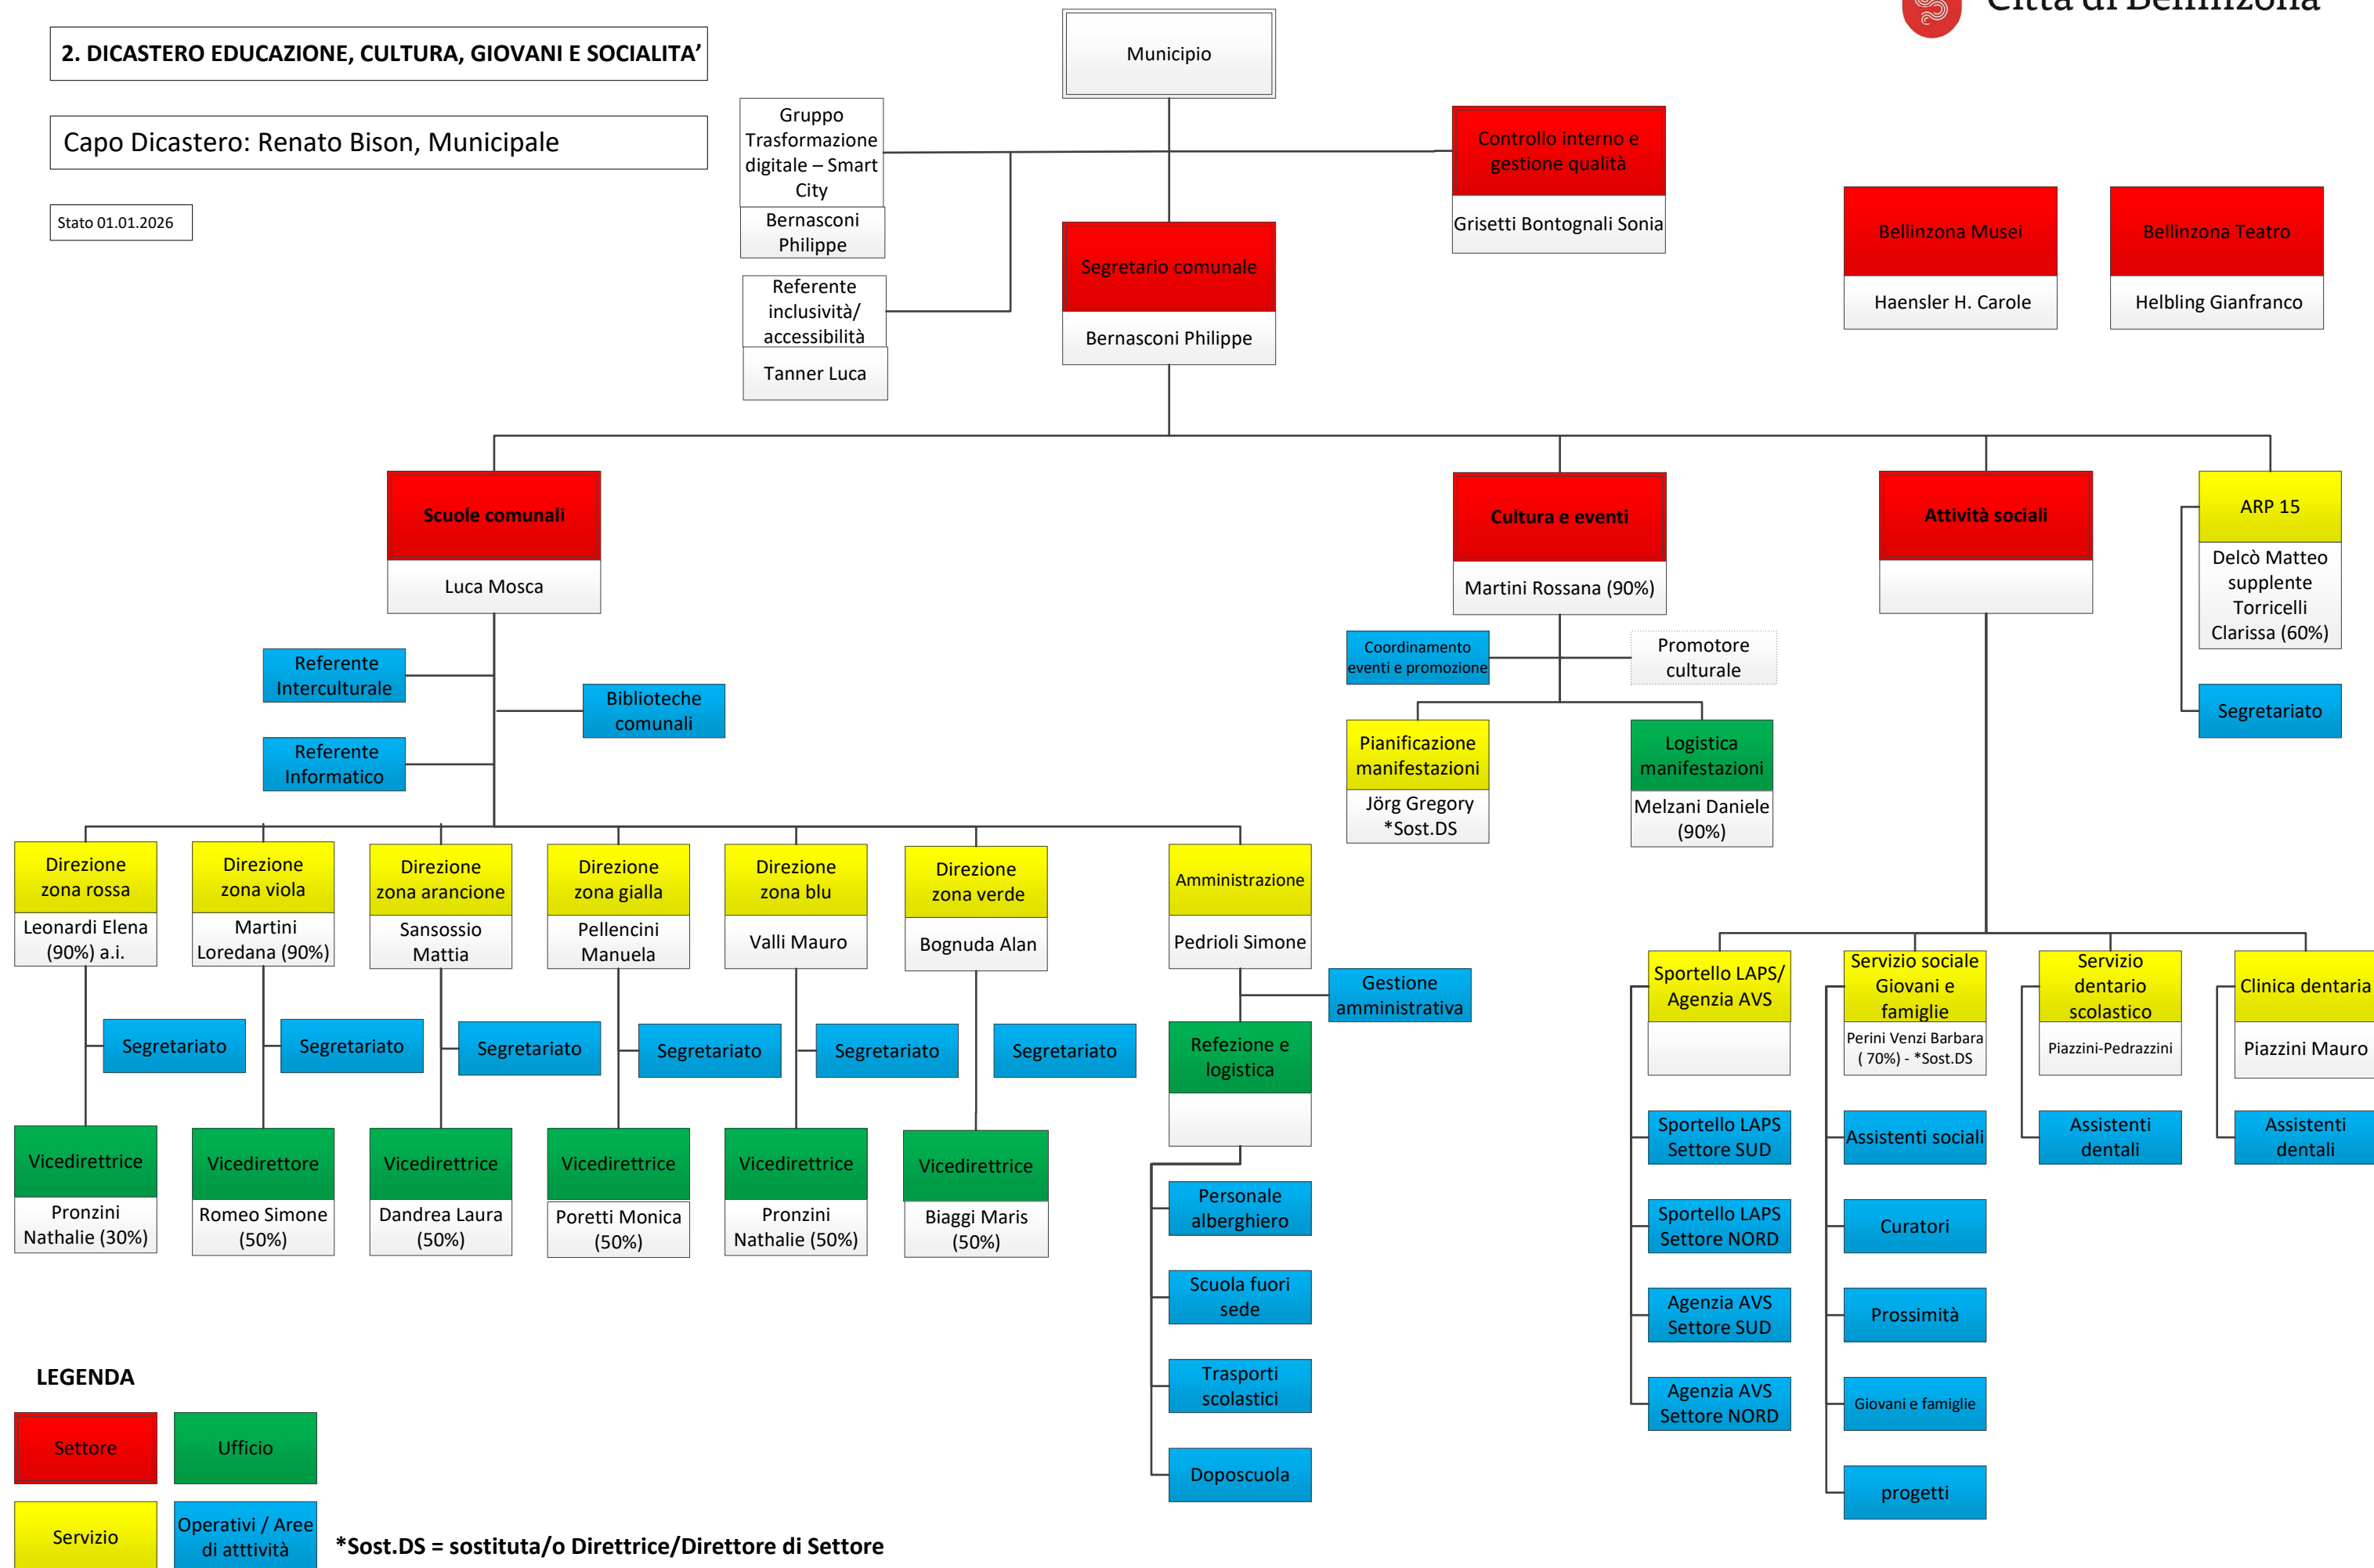 Città di Bellinzona
2. DICASTERO EDUCAZIONE, CULTURA, GIOVANI E SOCIALITA’
Capo Dicastero: Renato Bison, Municipale
Stato 01.01.2026
Municipio
Gruppo
Trasformazione
digitale – Smart
City
Bernasconi
Philippe
Referente
inclusività/
accessibilità
Tanner Luca
Controllo interno e
gestione qualità
Grisetti Bontognali Sonia
Segretario comunale
Bernasconi Philippe
Bellinzona Musei
Haensler H. Carole
Bellinzona Teatro
Helbling Gianfranco
Scuole comunali
Luca Mosca
Cultura e eventi
Martini Rossana (90%)
Attività sociali
ARP 15
Delcò Matteo
supplente
Torricelli
Clarissa (60%)
Segretariato
Referente
Interculturale
Biblioteche
comunali
Referente
Informatico
Coordinamento
eventi e promozione
Promotore
culturale
Pianificazione
manifestazioni
Jörg Gregory
*Sost.DS
Logistica
manifestazioni
Melzani Daniele
(90%)
Direzione
zona rossa
Leonardi Elena
(90%) a.i.
Direzione
zona viola
Martini
Loredana (90%)
Direzione
zona arancione
Sansossio
Mattia
Direzione
zona gialla
Pellencini
Manuela
Direzione
zona blu
Valli Mauro
Direzione
zona verde
Bognuda Alan
Amministrazione
Pedrioli Simone
Gestione
amministrativa
Segretariato
Segretariato
Segretariato
Segretariato
Segretariato
Segretariato
Refezione e
logistica
Vicedirettrice
Pronzini
Nathalie (30%)
Vicedirettore
Romeo Simone
(50%)
Vicedirettrice
Dandrea Laura
(50%)
Vicedirettrice
Poretti Monica
(50%)
Vicedirettrice
Pronzini
Nathalie (50%)
Vicedirettrice
Biaggi Maris
(50%)
Personale
alberghiero
Scuola fuori
sede
Trasporti
scolastici
Doposcuola
Sportello LAPS/
Agenzia AVS
Sportello LAPS
Settore SUD
Sportello LAPS
Settore NORD
Agenzia AVS
Settore SUD
Agenzia AVS
Settore NORD
Servizio sociale
Giovani e
famiglie
Perini Venzi Barbara
( 70%) - *Sost.DS
Assistenti sociali
Curatori
Prossimità
Giovani e famiglie
progetti
Servizio
dentario
scolastico
Piazzini-Pedrazzini
Assistenti
dentali
Clinica dentaria
Piazzini Mauro
Assistenti
dentali
LEGENDA
Settore
Ufficio
Servizio
Operativi / Aree
di atttività
*Sost.DS = sostituta/o Direttrice/Direttore di Settore